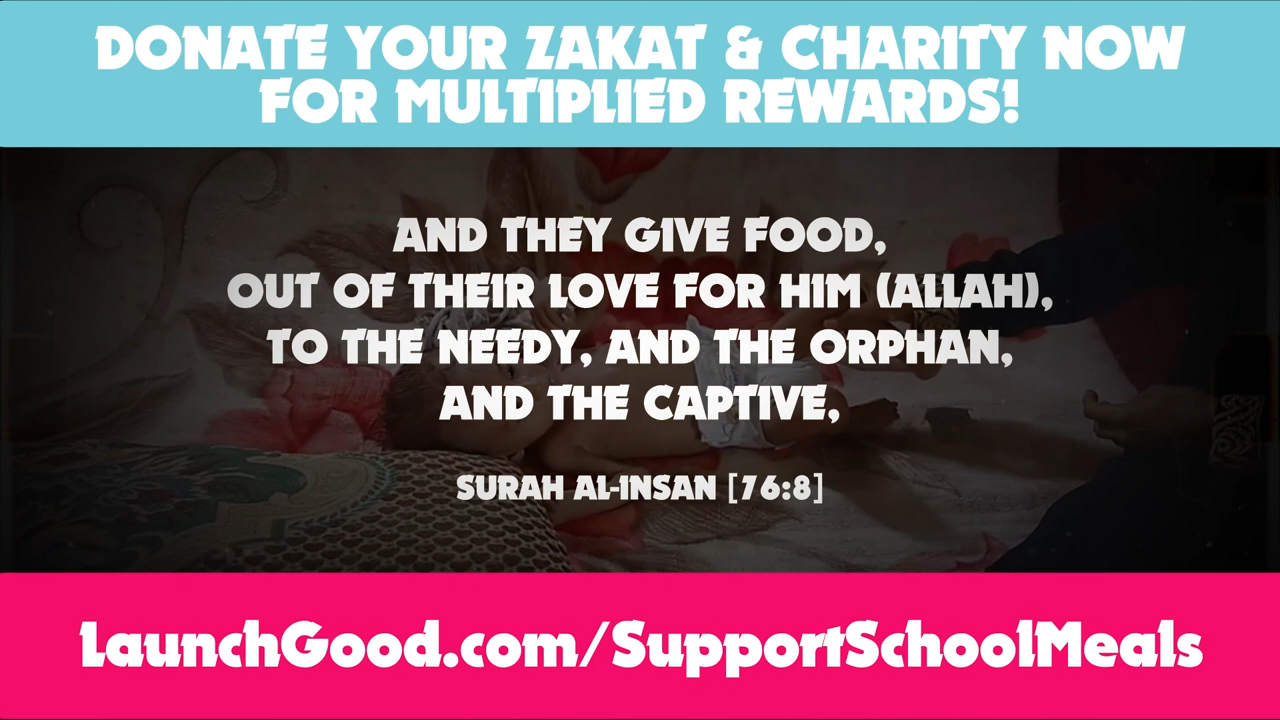 DONATE YOUR ZAKAT & CHARITY NOW
FOR MULTIPLIED REWARDS!
AND THEY GIVE FOOD,
OUT OF THEIR LOVE FOR HIM (ALLAH),
TO THE NEEDY, AND THE ORPHAN,
AND THE CAPTIVE,
SURAH AL-INSAN [76:8]
LaunchGood.com/SupportSchoolMeals